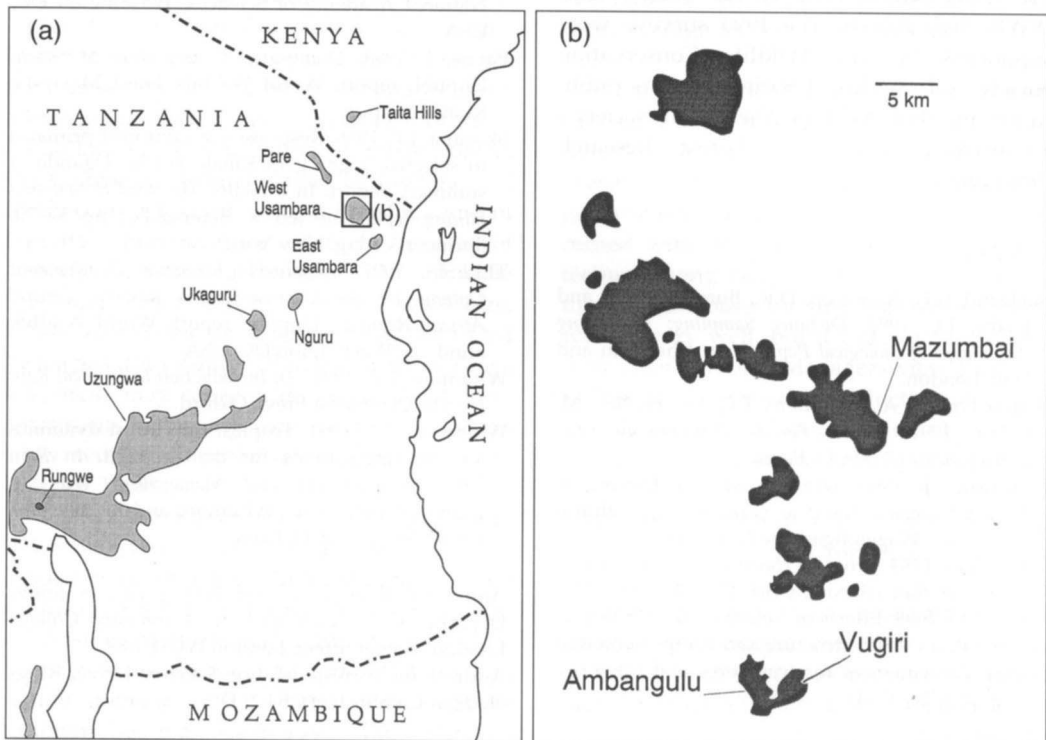 (a)
KENYA
TANZANIA
Taita Hills
Pare
West
Usambara
(b)
East
Usambara
INDIAN OCEAN
Ukaguru
Nguru
Uzungwa
Rungwe
MOZAMBIQUE
(b)
5 km
Mazumbai
Vugiri
Ambangulu